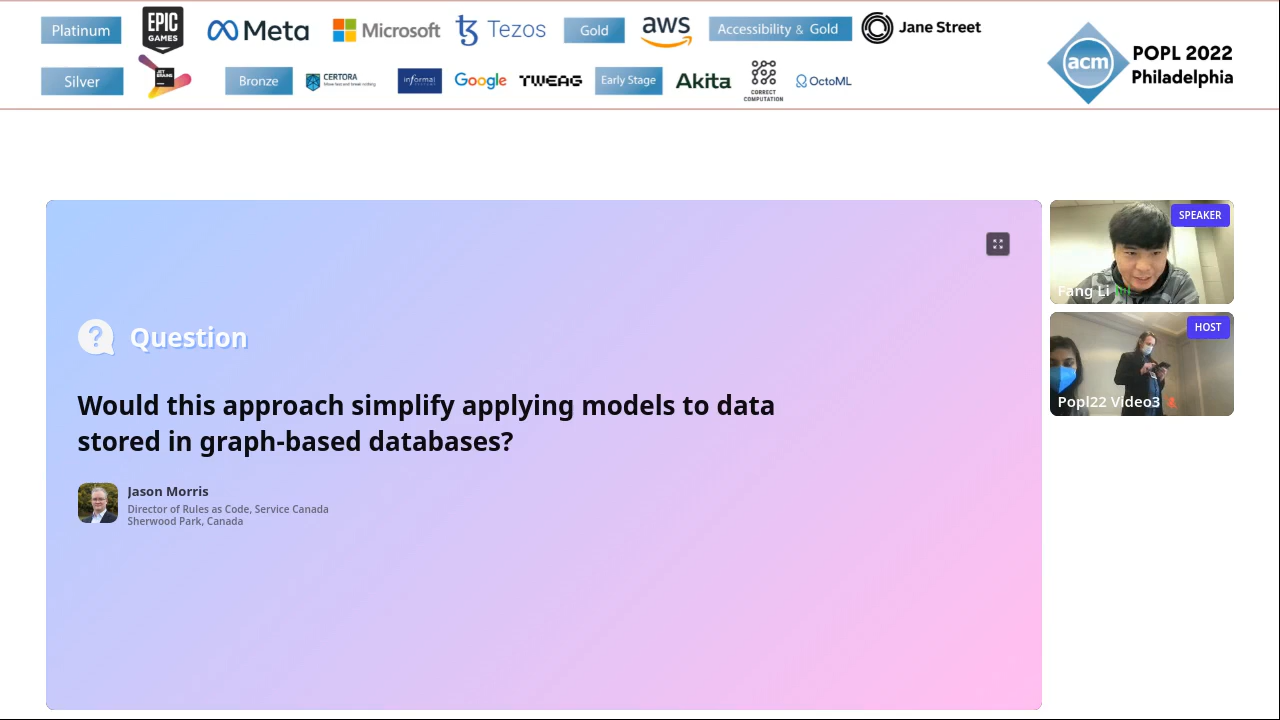 Platinum
EPIC
GAMES
Meta
Microsoft
Tezos
Gold
aws
Accessibility & Gold
Jane Street
acm
POPL 2022
Philadelphia
Silver
JET
BRAINS
Bronze
CERTORA
informal
Google
TWEAG
Early Stage
Akita
CORRECT
COMPUTATION
OctoML
SPEAKER
Fang Li
HOST
Popl22 Video3
Question
Would this approach simplify applying models to data
stored in graph-based databases?
Jason Morris
Director of Rules as Code, Service Canada
Sherwood Park, Canada